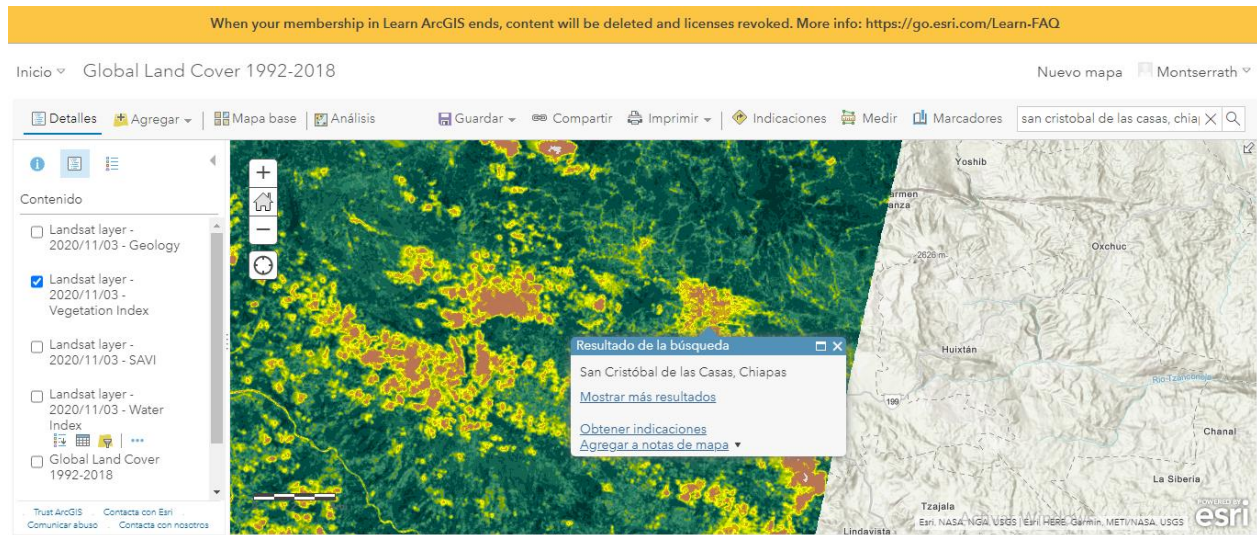 When your membership in Learn ArcGIS ends, content will be deleted and licenses revoked. More info: https://go.esri.com/Learn-FAQ
Inicio Global Land Cover 1992-2018 Nuevo mapa Montserrath
Detalles Agregar Mapa base Análisis Guardar Compartir Imprimir Indicaciones Medir Marcadores san cristobal de las casas, chiap
Contenido
Landsat layer -
2020/11/03 - Geology
Landsat layer -
2020/11/03 -
Vegetation Index
Landsat layer -
2020/11/03 - SAVI
Landsat layer -
2020/11/03 - Water
Index
Global Land Cover
1992-2018
Trust ArcGIS Contacta con Esri
Comunicar abuso Contacta con nosotros
Yoshib
Oxchuc
2626 m
Resultado de la búsqueda
San Cristóbal de las Casas, Chiapas
Mostrar más resultados
Obtener indicaciones
Agregar a notas de mapa
Huixtán
199
Chanal
La Siberia
Tzajala
Lindavista
Esri, NASA, NGA, USGS | Esri, HERE, Garmin, METI/NASA, USGS
POWERED BY
esri